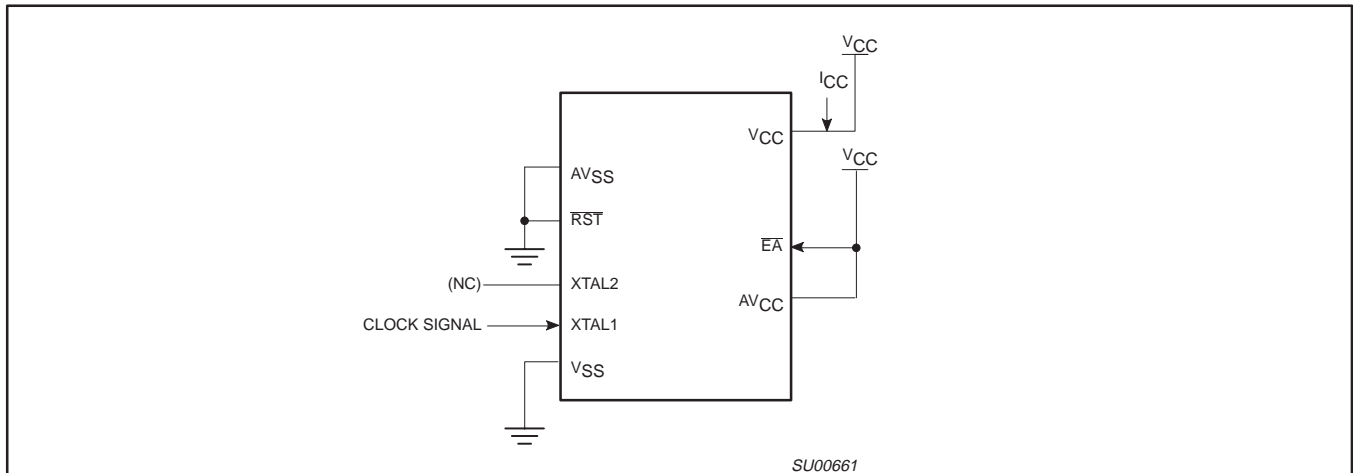 VCC
ICC
VCC
VCC
AVSS
RST
EA
(NC)
XTAL2
AVCC
CLOCK SIGNAL
XTAL1
VSS
SU00661